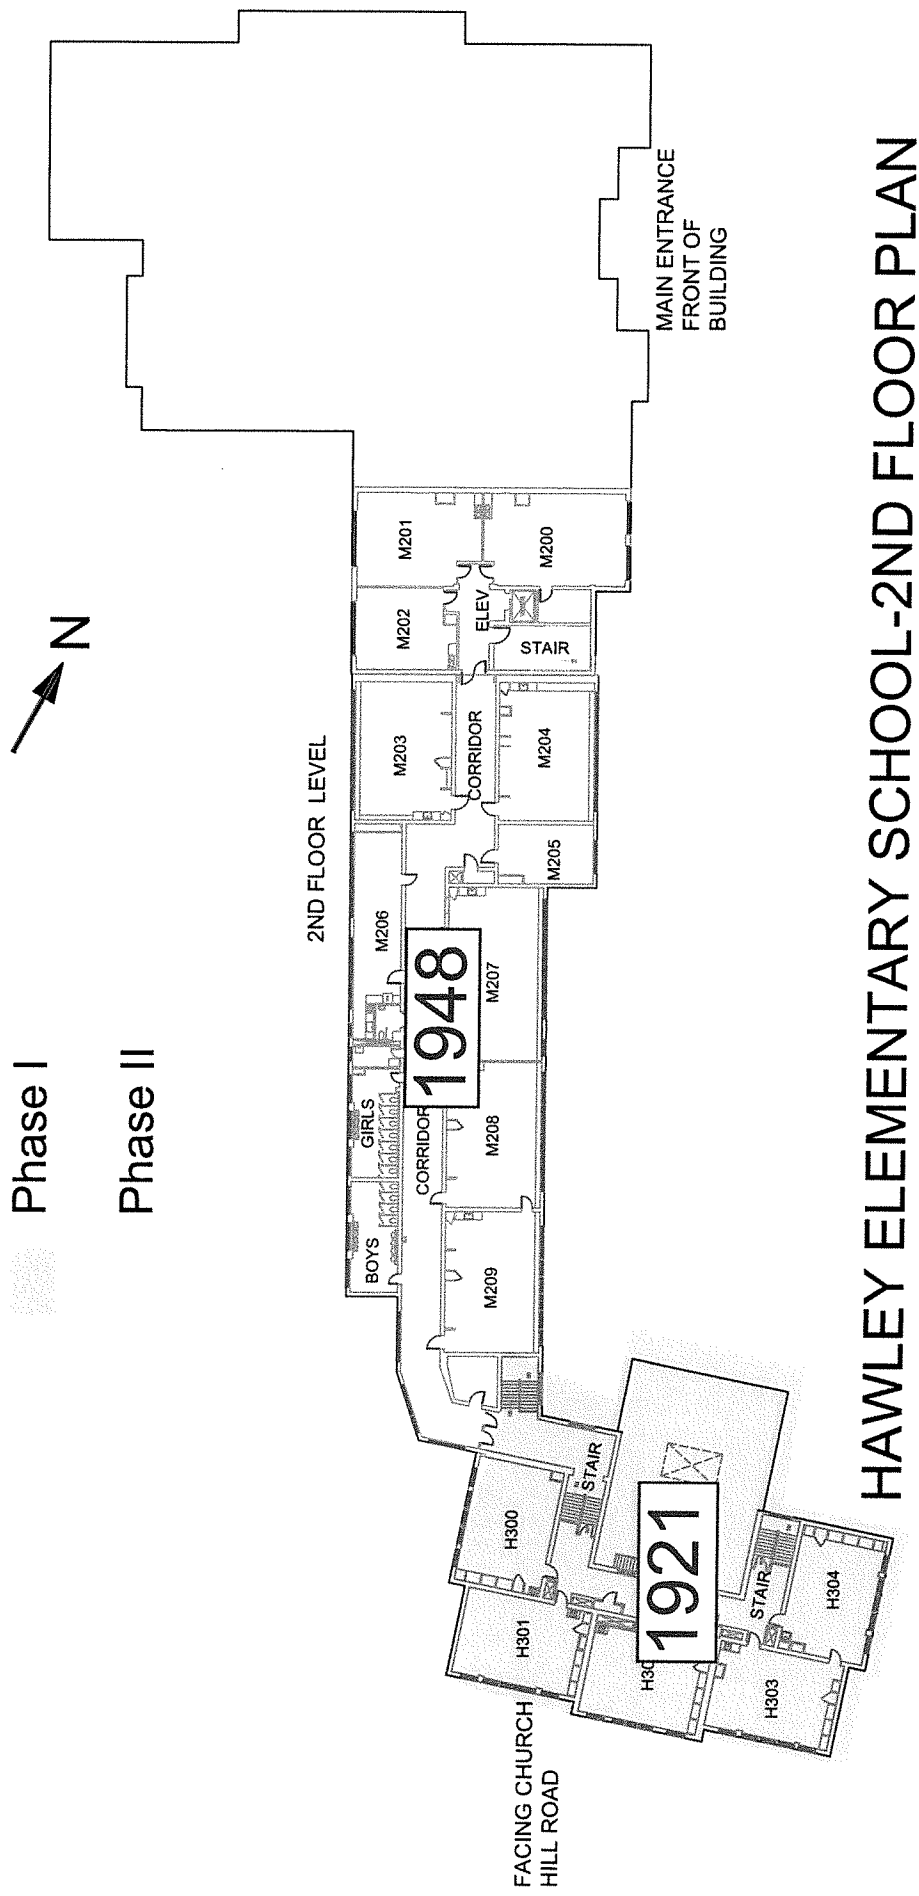 Phase I
Phase II
N
2ND FLOOR LEVEL
MAIN ENTRANCE
FRONT OF
BUILDING
M201
M200
M202
ELEV
STAIR
M203
CORRIDOR
M204
M205
M206
1948
M207
GIRLS
CORRIDOR
M208
BOYS
M209
STAIR
H300
1921
H301
STAIR
H304
H303
FACING CHURCH
HILL ROAD
HAWLEY ELEMENTARY SCHOOL-2ND FLOOR PLAN